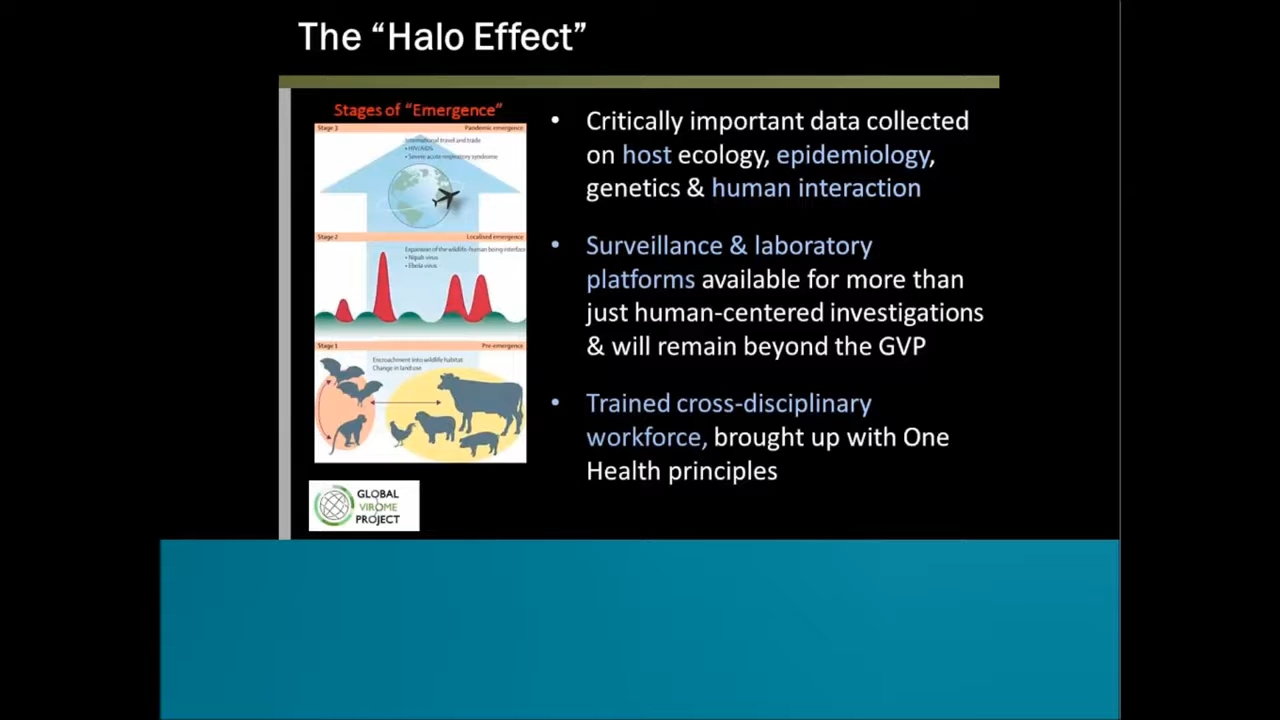 The “Halo Effect”
Stages of “Emergence”
Stage 3 Pandemic emergence
International travel and trade
• HIV/AIDS
• Severe acute respiratory syndrome
Stage 2 Localised emergence
Expansion of the wildlife-human being interface
• Nipah virus
• Ebola virus
Stage 1 Pre-emergence
Encroachment into wildlife habitat
Change in land use
GLOBAL
VIROME
PROJECT
• Critically important data collected
on host ecology, epidemiology,
genetics & human interaction
• Surveillance & laboratory
platforms available for more than
just human-centered investigations
& will remain beyond the GVP
• Trained cross-disciplinary
workforce, brought up with One
Health principles